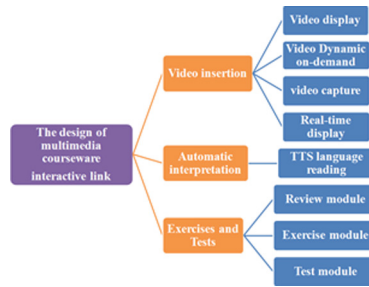 The design of
multimedia
courseware
interactive link
Video insertion
Video display
Video Dynamic
on-demand
video capture
Real-time
display
Automatic
interpretation
TTS language
reading
Exercises and
Tests
Review module
Exercise module
Test module